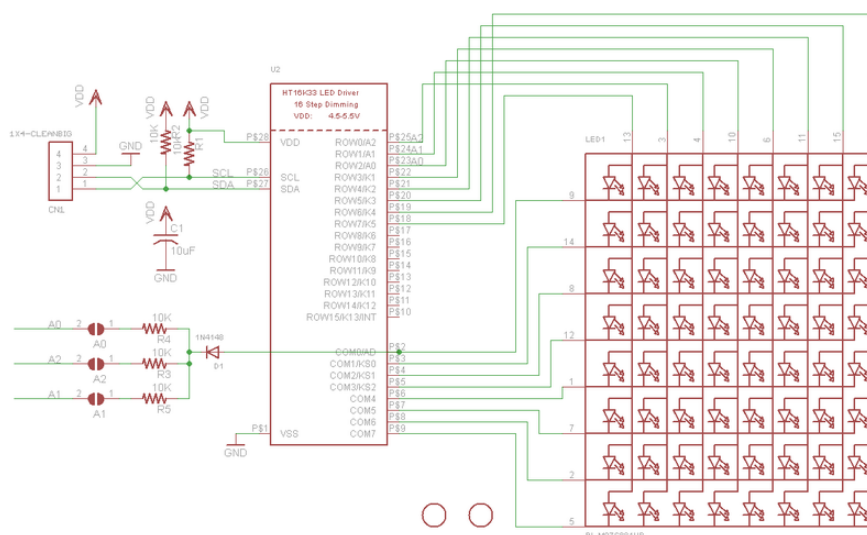 U2
HT16K33 LED Driver
16 Step Dimming
VDD: 4.5-5.5V
VDD
VDD
VDD
10K
R2
10K
R1
1X4-CLEANBIG
4
3
2
1
CN1
GND
SCL
SDA
VDD
C1
10uF
GND
P$28
VDD
P$26
SCL
P$27
SDA
P$1
VSS
GND
ROW0/A2
P$25
A2
ROW1/A1
P$24
A1
ROW2/A0
P$23
A0
ROW3/K1
P$22
ROW4/K2
P$21
ROW5/K3
P$20
ROW6/K4
P$19
ROW7/K5
P$18
ROW8/K6
P$17
ROW9/K7
P$16
ROW10/K8
P$15
ROW11/K9
P$14
ROW12/K10
P$13
ROW13/K11
P$12
ROW14/K12
P$11
ROW15/K13/INT
P$10
COM0/AD
P$2
COM1/KS0
P$3
COM2/KS1
P$4
COM3/KS2
P$5
COM4
P$6
COM5
P$7
COM6
P$8
COM7
P$9
A0
2
1
A0
10K
R4
A2
2
1
A2
10K
R3
A1
2
1
A1
10K
R5
1N4148
D1
LED1
13
3
4
10
6
11
15
9
14
8
12
1
7
2
5